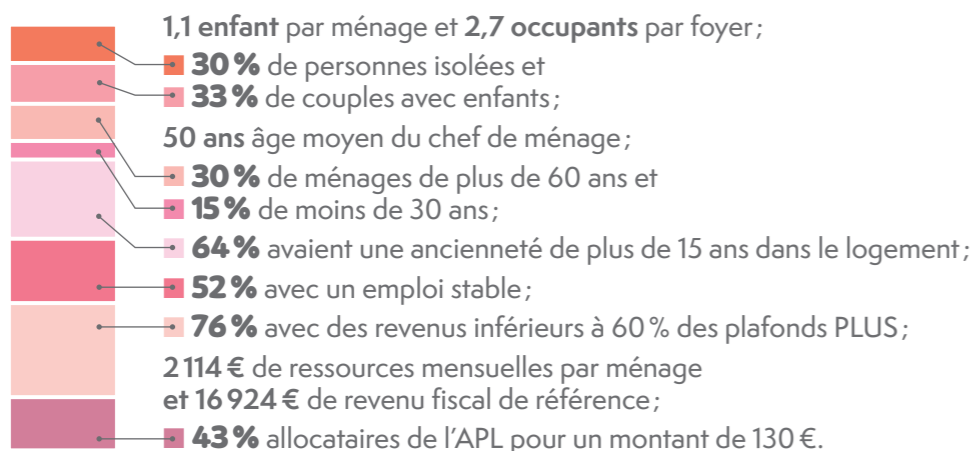 1,1 enfant par ménage et 2,7 occupants par foyer ;
30 % de personnes isolées et
33 % de couples avec enfants ;
50 ans âge moyen du chef de ménage ;
30 % de ménages de plus de 60 ans et
15 % de moins de 30 ans ;
64 % avaient une ancienneté de plus de 15 ans dans le logement ;
52 % avec un emploi stable ;
76 % avec des revenus inférieurs à 60 % des plafonds PLUS ;
2 114 € de ressources mensuelles par ménage
et 16 924 € de revenu fiscal de référence ;
43 % allocataires de l'APL pour un montant de 130 €.